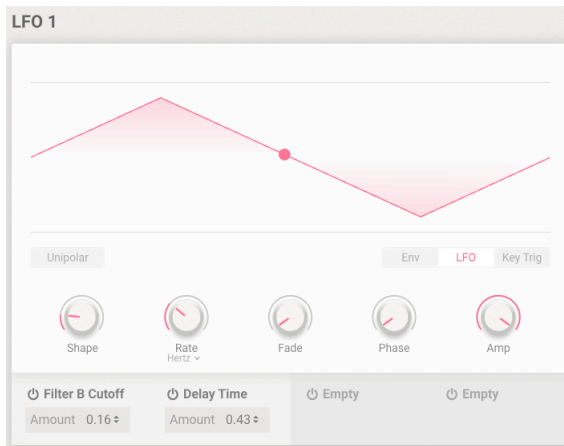 LFO 1
Unipolar
Env LFO Key Trig
Shape Rate Fade Phase Amp
Hertz
Filter B Cutoff Delay Time Empty Empty
Amount 0.16 Amount 0.43